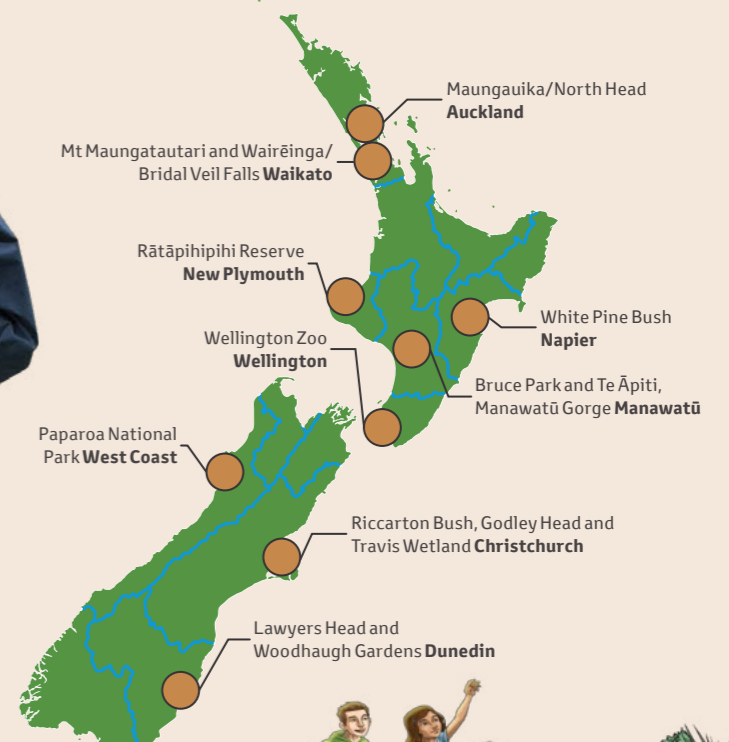 Maungauika/North Head
Auckland
Mt Maungatautari and Wairēinga/
Bridal Veil Falls Waikato
Rātāpihipihi Reserve
New Plymouth
White Pine Bush
Napier
Wellington Zoo
Wellington
Bruce Park and Te Āpiti,
Manawatū Gorge Manawatū
Paparoa National
Park West Coast
Riccarton Bush, Godley Head and
Travis Wetland Christchurch
Lawyers Head and
Woodhaugh Gardens Dunedin